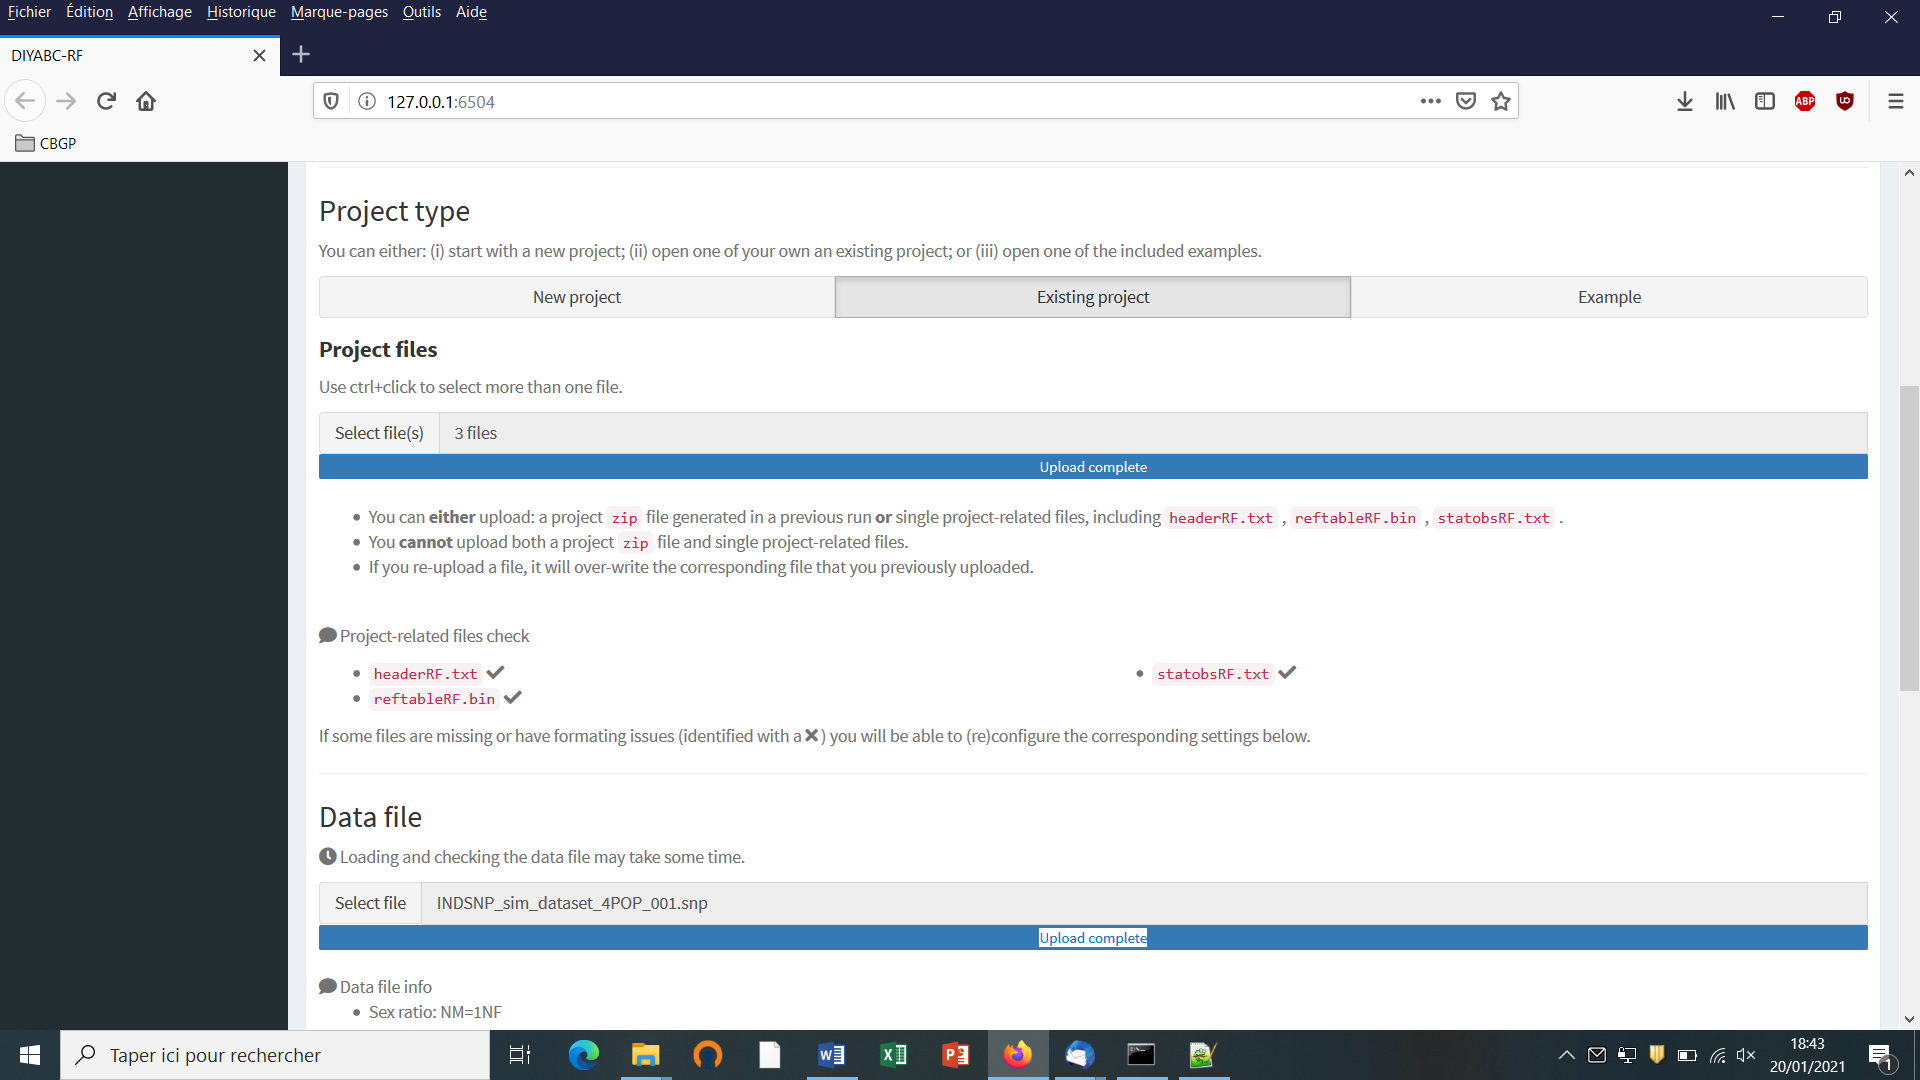 Fichier Édition Affichage Historique Marque-pages Outils Aide
DIYABC-RF
127.0.0.1:6504
ABP
CBGP
Project type
You can either: (i) start with a new project; (ii) open one of your own an existing project; or (iii) open one of the included examples.
New project Existing project Example
Project files
Use ctrl+click to select more than one file.
Select file(s) 3 files
Upload complete
You can either upload: a project zip file generated in a previous run or single project-related files, including headerRF.txt , reftableRF.bin , statobsRF.txt .
You cannot upload both a project zip file and single project-related files.
If you re-upload a file, it will over-write the corresponding file that you previously uploaded.
Project-related files check
headerRF.txt statobsRF.txt
reftableRF.bin
If some files are missing or have formating issues (identified with a ) you will be able to (re)configure the corresponding settings below.
Data file
Loading and checking the data file may take some time.
Select file INDSNP_sim_dataset_4POP_001.snp
Upload complete
Data file info
Sex ratio: NM=1NF
Taper ici pour rechercher
18:43
20/01/2021
1